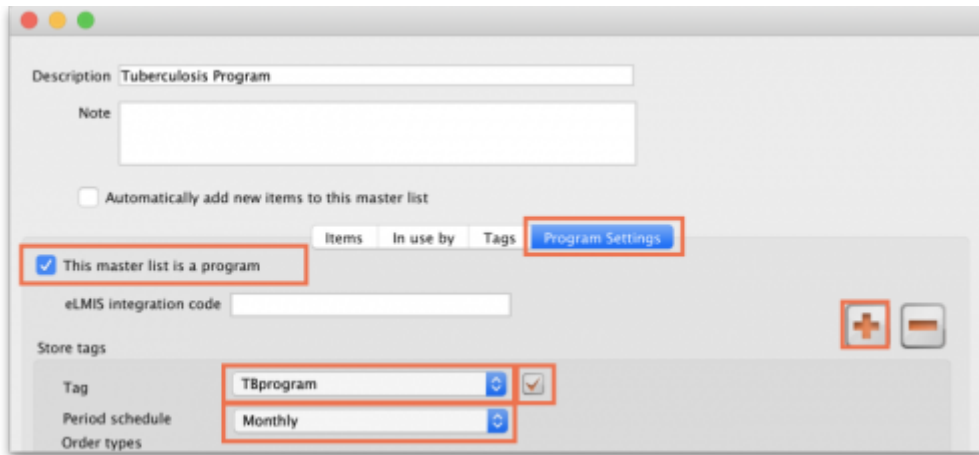 Description Tuberculosis Program
Note
Automatically add new items to this master list
Items In use by Tags Program Settings
This master list is a program
eLMIS integration code
Store tags
Tag TBprogram
Period schedule Monthly
Order types